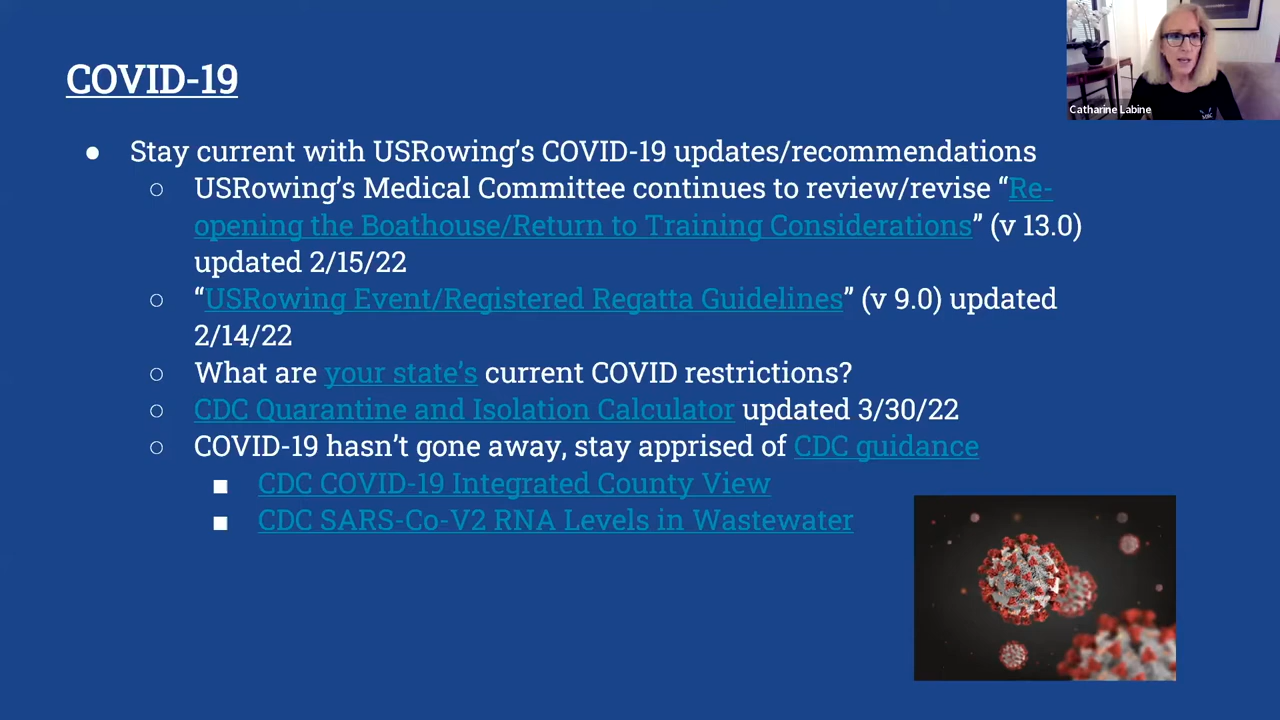 COVID-19
Catharine Labine
● Stay current with USRowing’s COVID-19 updates/recommendations
○ USRowing’s Medical Committee continues to review/revise “Re-
opening the Boathouse/Return to Training Considerations” (v 13.0)
updated 2/15/22
○ “USRowing Event/Registered Regatta Guidelines” (v 9.0) updated
2/14/22
○ What are your state’s current COVID restrictions?
○ CDC Quarantine and Isolation Calculator updated 3/30/22
○ COVID-19 hasn’t gone away, stay apprised of CDC guidance
■ CDC COVID-19 Integrated County View
■ CDC SARS-Co-V2 RNA Levels in Wastewater